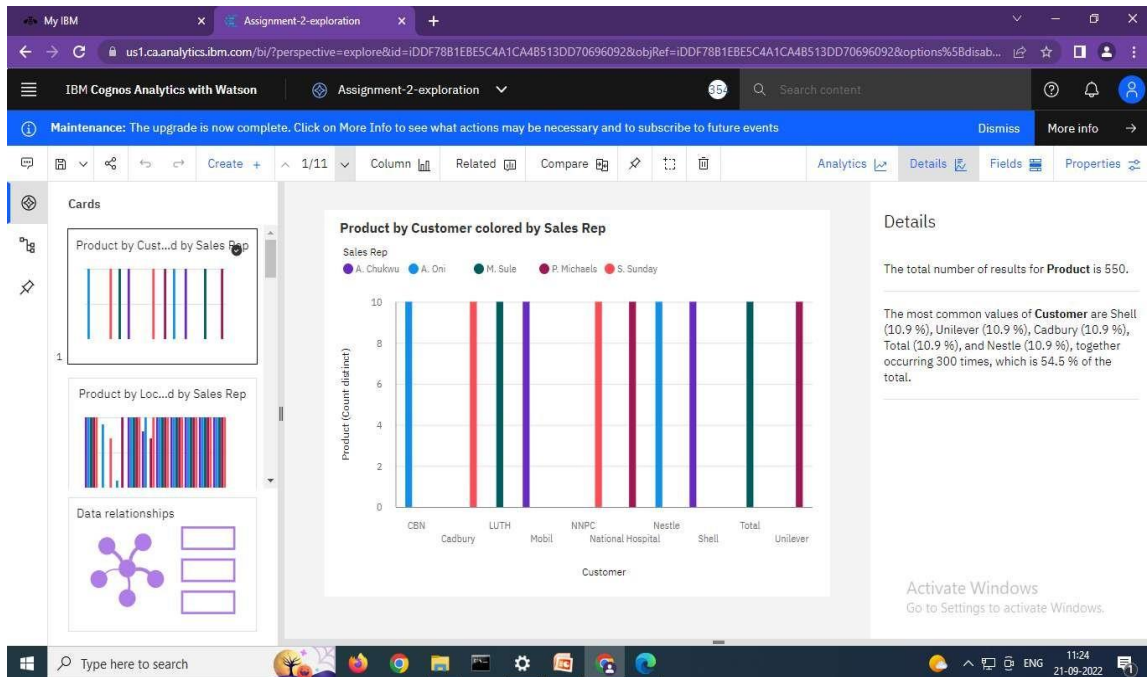 My IBM
Assignment-2-exploration
us1.ca.analytics.ibm.com/bi/?perspective=explore&id=iDDF78B1EBE5C4A1CA4B513DD70696092&objRef=iDDF78B1EBE5C4A1CA4B513DD70696092&options%5Bdisab...
IBM Cognos Analytics with Watson
Assignment-2-exploration
354
Search content
Maintenance: The upgrade is now complete. Click on More Info to see what actions may be necessary and to subscribe to future events
Dismiss
More info
Create +
1/11
Column
Related
Compare
Analytics
Details
Fields
Properties
Cards
Product by Cust...d by Sales Rep
1
Product by Loc...d by Sales Rep
Data relationships
Product by Customer colored by Sales Rep
Sales Rep
A. Chukwu A. Oni M. Sule P. Michaels S. Sunday
10
8
6
4
2
0
Product (Count distinct)
CBN LUTH NNPC Nestle Total
Cadbury Mobil National Hospital Shell Unilever
Customer
Details
The total number of results for Product is 550.
The most common values of Customer are Shell
(10.9 %), Unilever (10.9 %), Cadbury (10.9 %),
Total (10.9 %), and Nestle (10.9 %), together
occurring 300 times, which is 54.5 % of the
total.
Activate Windows
Go to Settings to activate Windows.
Type here to search
ENG
11:24
21-09-2022